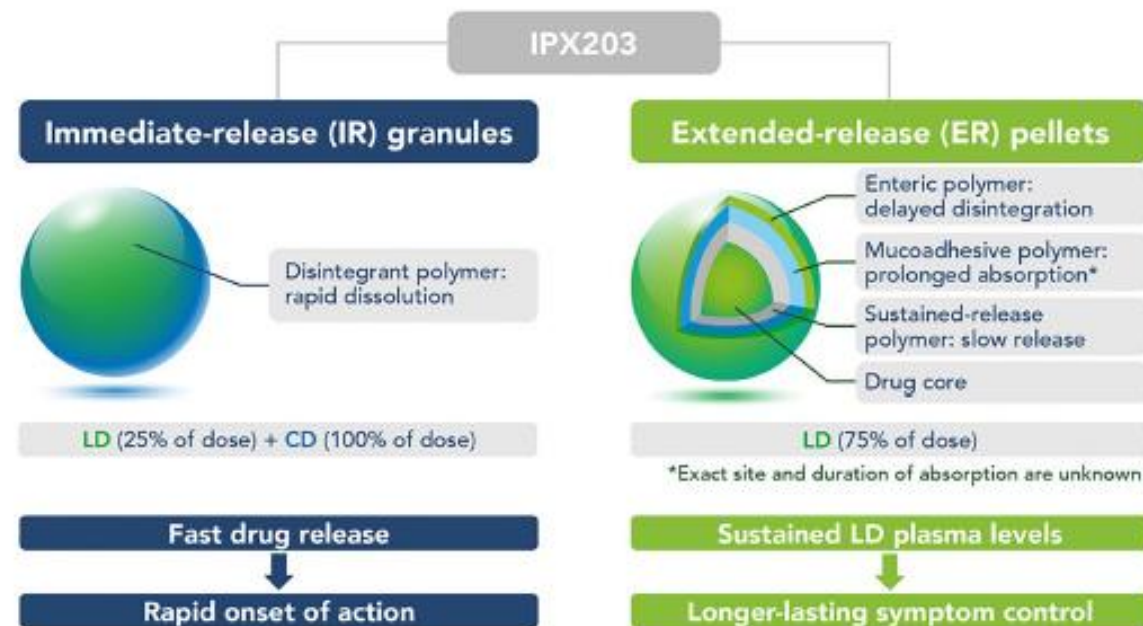 IPX203
Immediate-release (IR) granules
Disintegrant polymer:
rapid dissolution
LD (25% of dose) + CD (100% of dose)
Fast drug release
Rapid onset of action
Extended-release (ER) pellets
Enteric polymer:
delayed disintegration
Mucoadhesive polymer:
prolonged absorption*
Sustained-release
polymer: slow release
Drug core
LD (75% of dose)
*Exact site and duration of absorption are unknown
Sustained LD plasma levels
Longer-lasting symptom control